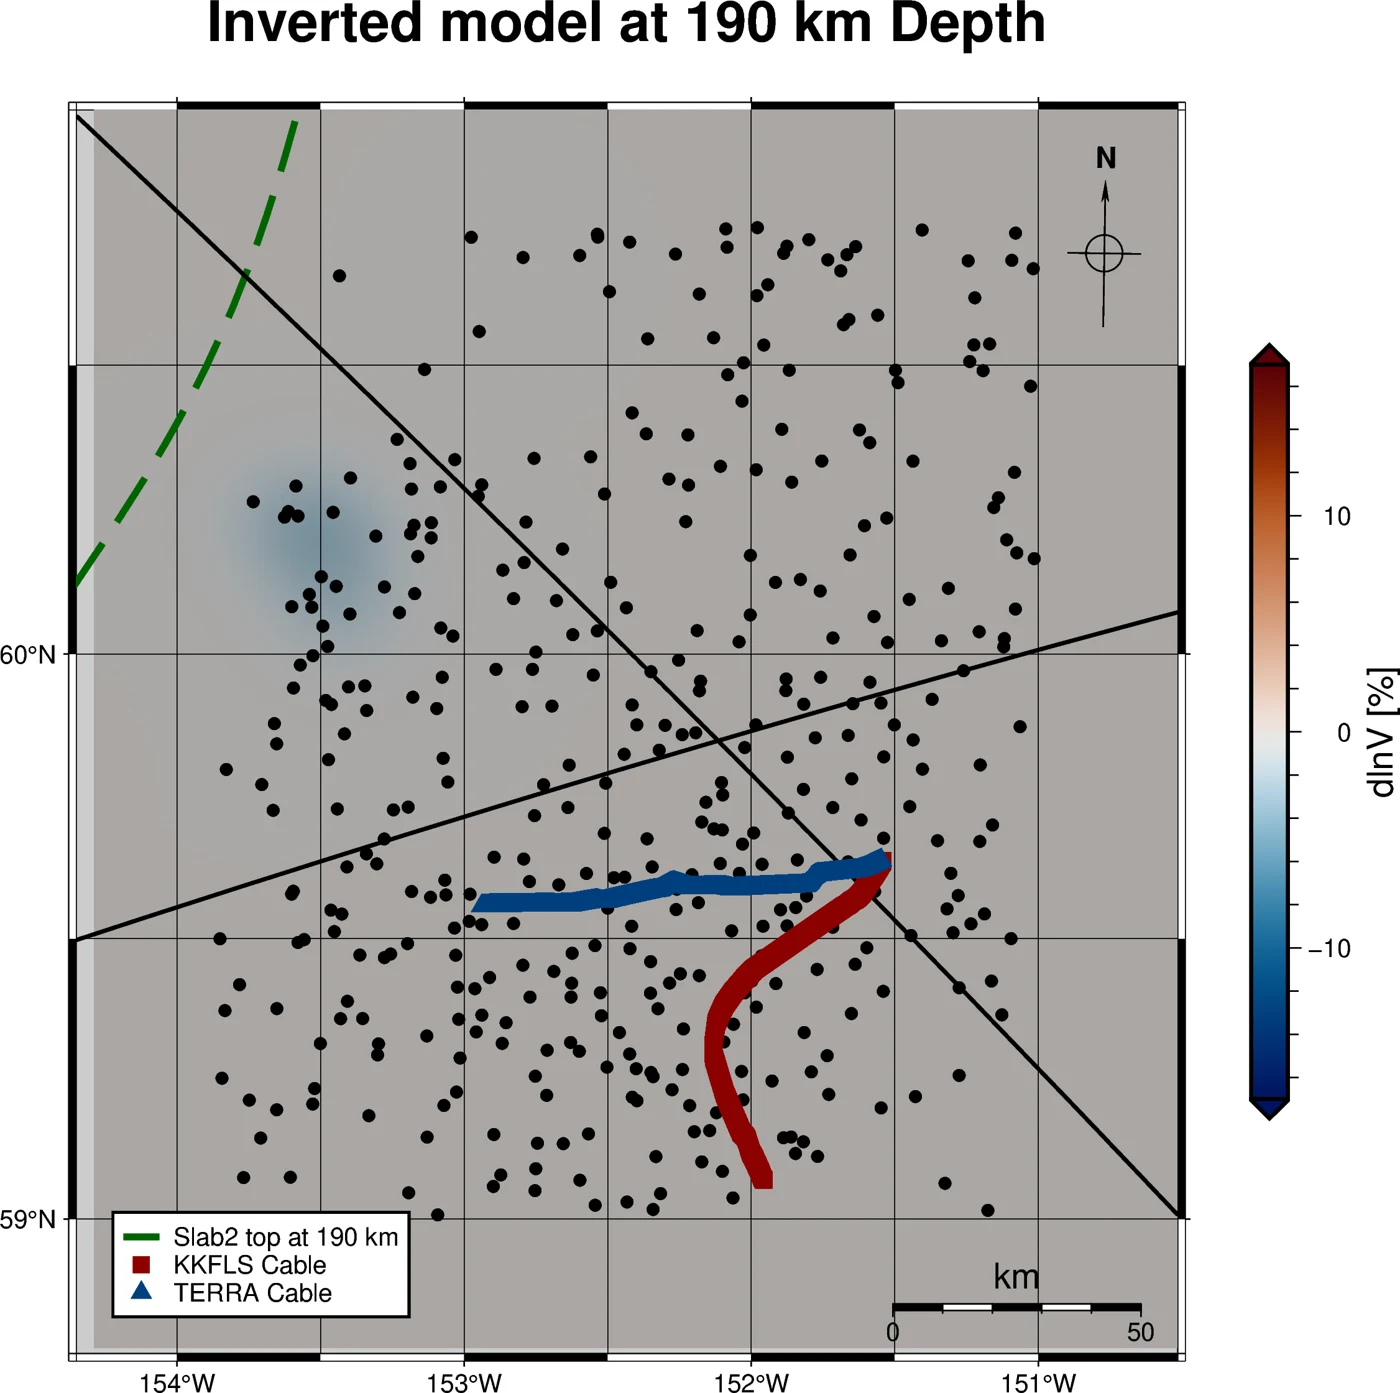 Inverted model at 190 km Depth
N
10
0
−10
dlnV [%]
60°N
59°N
Slab2 top at 190 km
KKFLS Cable
TERRA Cable
km
0 50
154°W 153°W 152°W 151°W